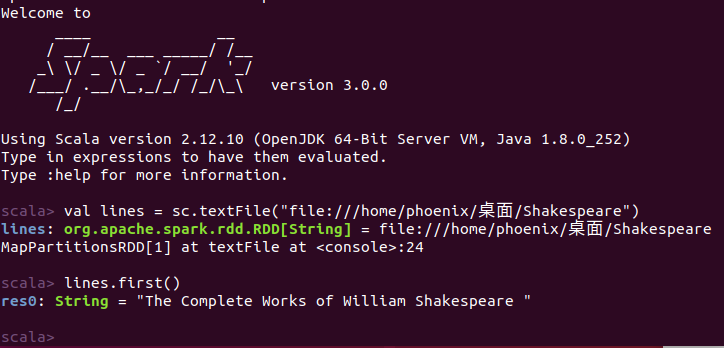 Welcome to
      ____              __
     / __/__  ___ _____/ /__
    _\ \/ _ \/ _ `/ __/  '_/
   /___/ .__/\_,_/_/ /_/\_\   version 3.0.0
      /_/
Using Scala version 2.12.10 (OpenJDK 64-Bit Server VM, Java 1.8.0_252)
Type in expressions to have them evaluated.
Type :help for more information.
scala> val lines = sc.textFile("file:///home/phoenix/桌面/Shakespeare")
lines: org.apache.spark.rdd.RDD[String] = file:///home/phoenix/桌面/Shakespeare
MapPartitionsRDD[1] at textFile at <console>:24
scala> lines.first()
res0: String = "The Complete Works of William Shakespeare "
scala>